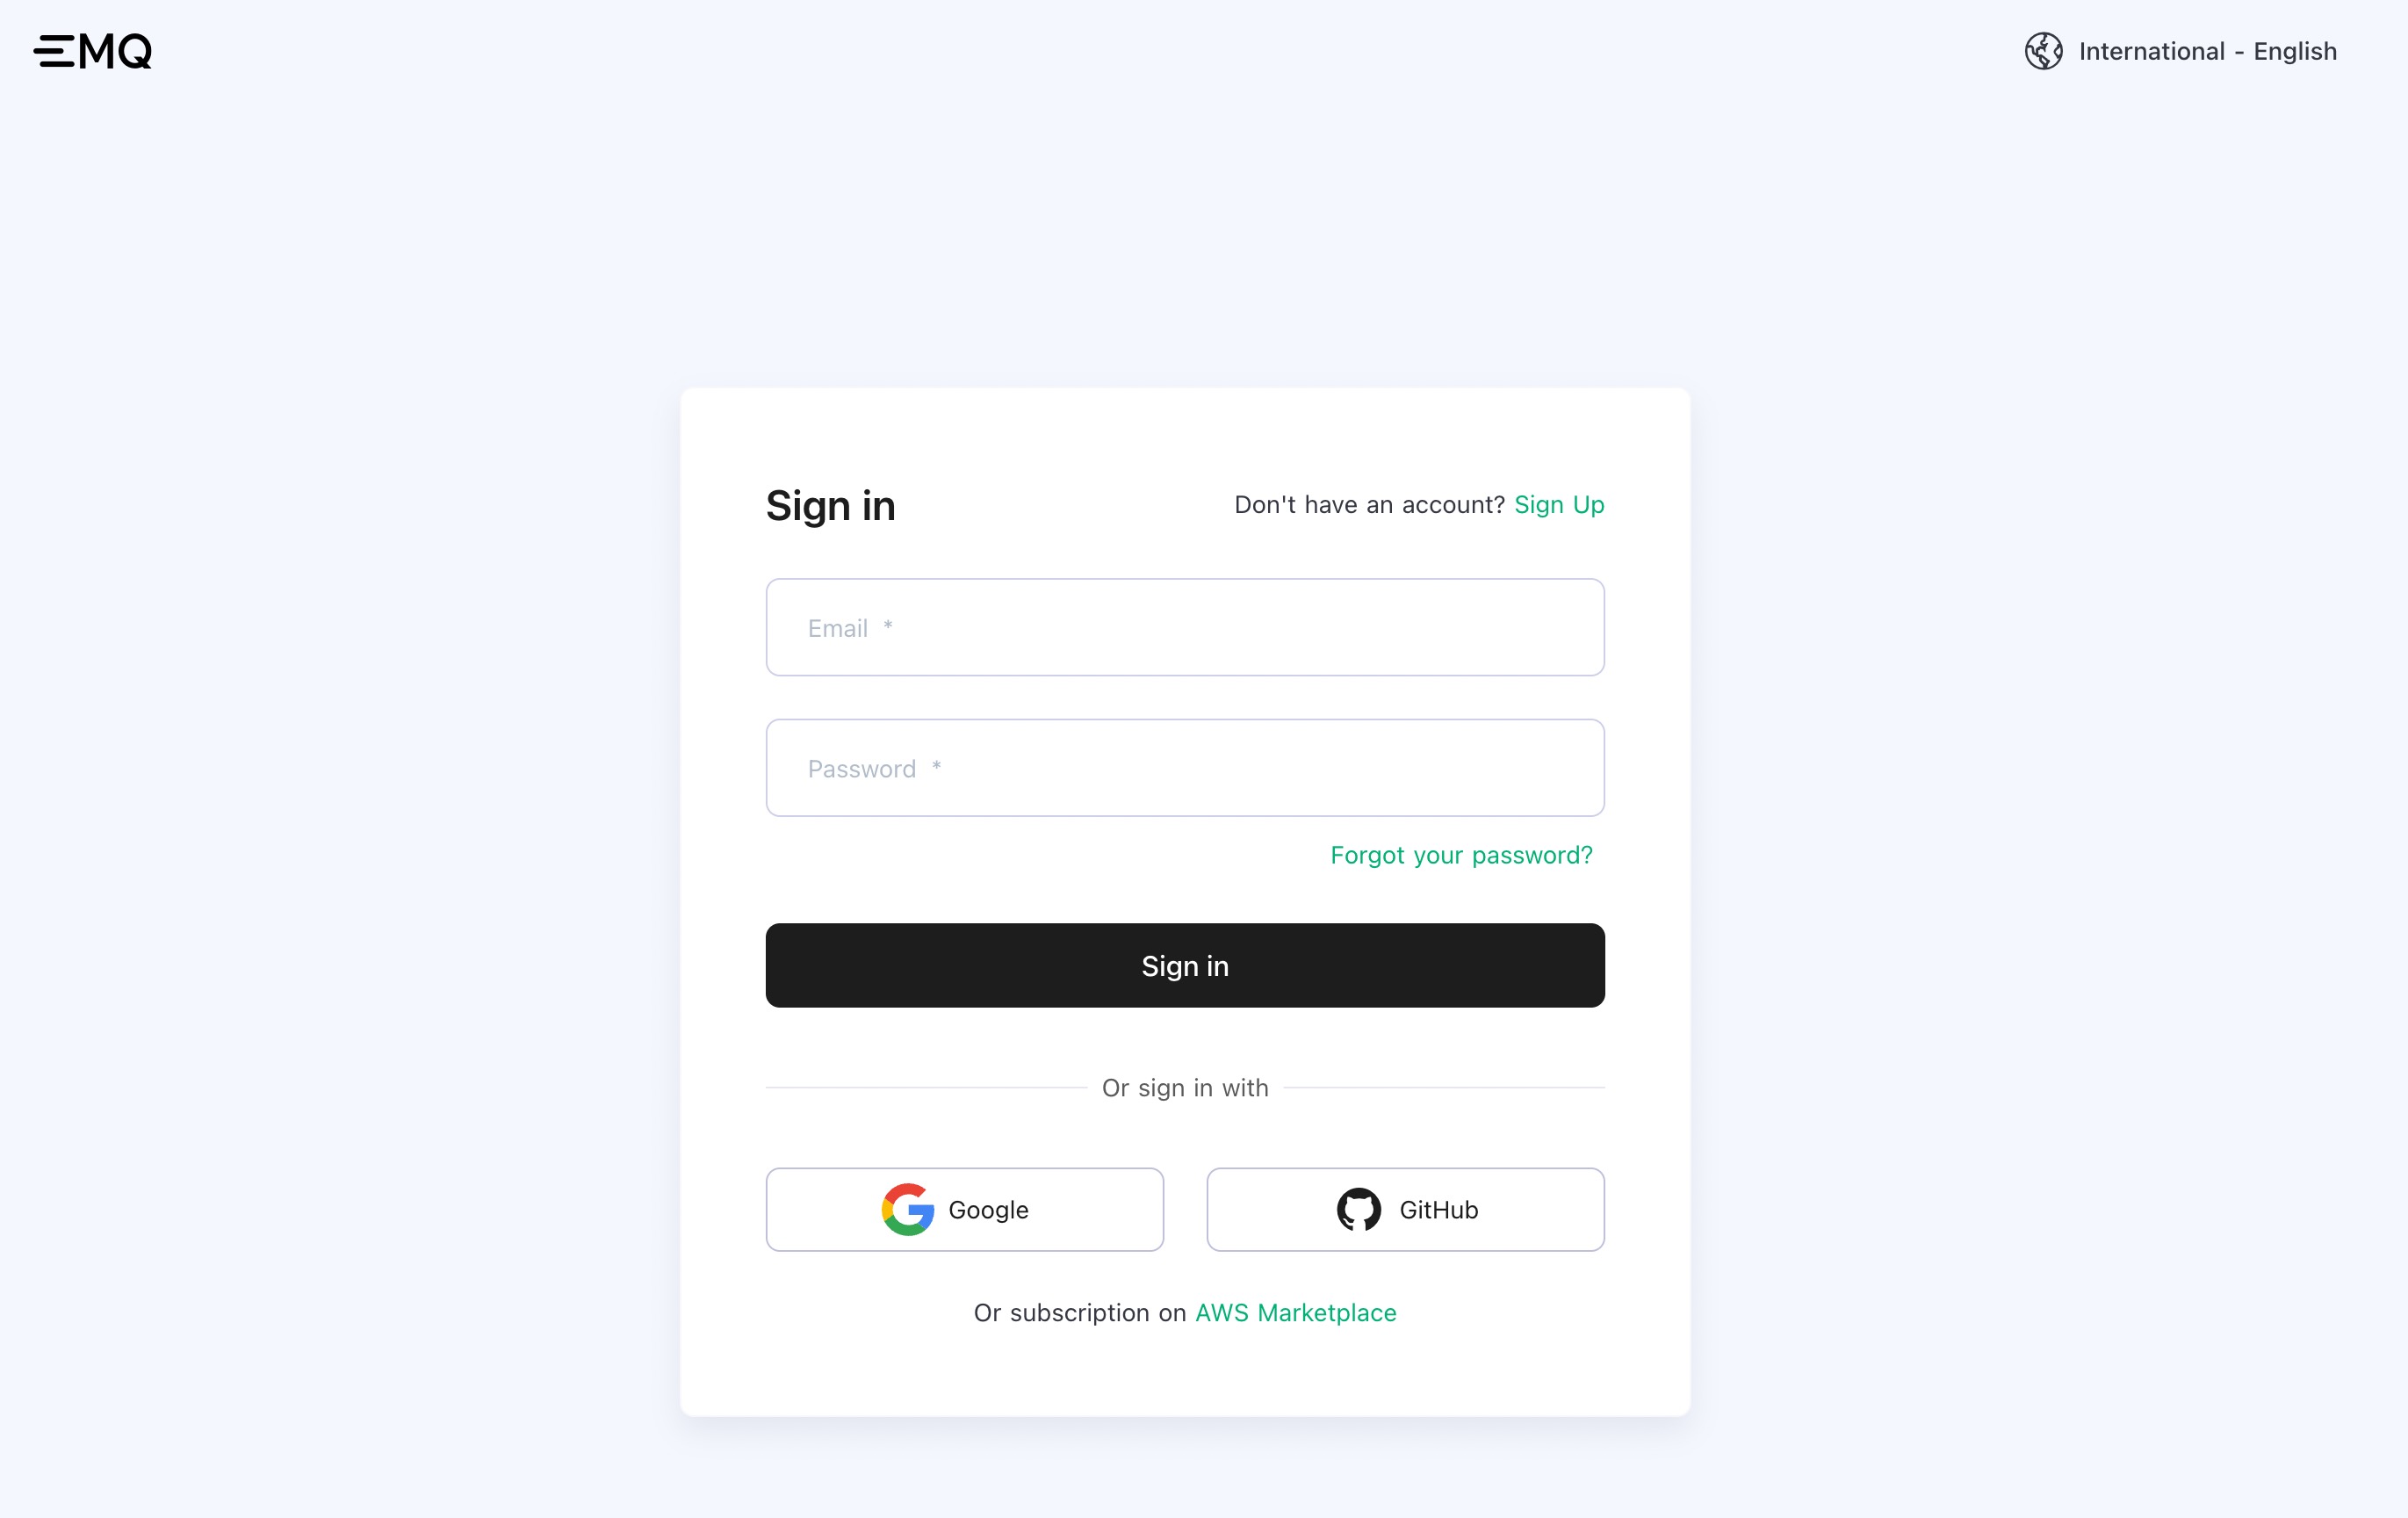 EMQ
International - English
Sign in
Don't have an account? Sign Up
Email *
Password *
Forgot your password?
Sign in
Or sign in with
Google
GitHub
Or subscription on AWS Marketplace